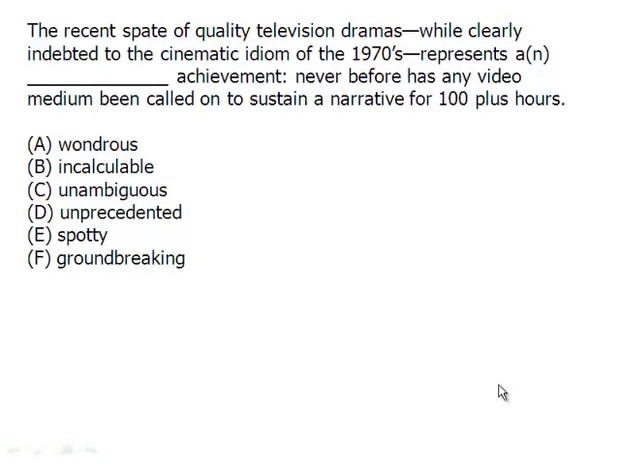 The recent spate of quality television dramas—while clearly
indebted to the cinematic idiom of the 1970's—represents a(n)
_______________ achievement: never before has any video
medium been called on to sustain a narrative for 100 plus hours.
(A) wondrous
(B) incalculable
(C) unambiguous
(D) unprecedented
(E) spotty
(F) groundbreaking